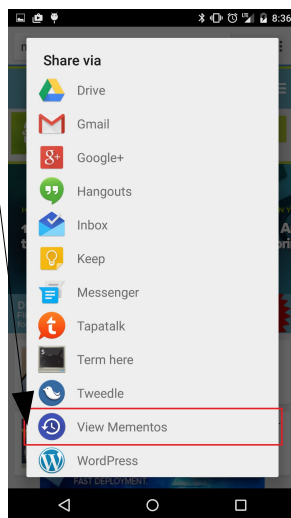 8:36
Share via
Drive
Gmail
Google+
Hangouts
Inbox
Keep
Messenger
Tapatalk
Term here
Tweedle
View Mementos
WordPress
FAST DEPLOYMENT.